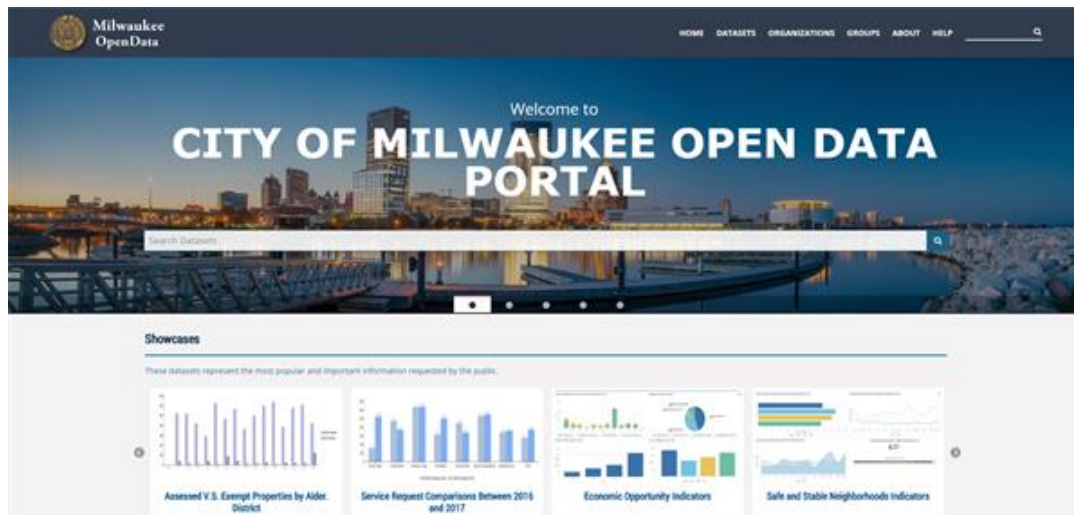 Milwaukee
OpenData
HOME DATASETS ORGANIZATIONS GROUPS ABOUT HELP
Welcome to
CITY OF MILWAUKEE OPEN DATA
PORTAL
Search Datasets
Showcases
These datasets represent the most popular and important information requested by the public.
Assessed V.S. Exempt Properties by Alder.
District
Service Request Comparisons Between 2016
and 2017
Economic Opportunity Indicators
Safe and Stable Neighborhoods Indicators